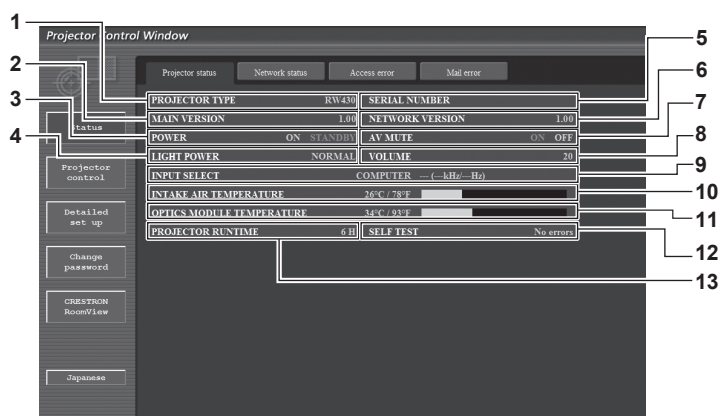 Projector Control Window
Projector status Network status Access error Mail error
PROJECTOR TYPE RW430 SERIAL NUMBER
MAIN VERSION 1.00 NETWORK VERSION 1.00
POWER ON STANDBY AV MUTE ON OFF
LIGHT POWER NORMAL VOLUME 20
INPUT SELECT COMPUTER --- (---kHz/---Hz)
INTAKE AIR TEMPERATURE 26°C / 78°F
OPTICS MODULE TEMPERATURE 34°C / 93°F
PROJECTOR RUNTIME 6 H SELF TEST No errors
Status
Projector
control
Detailed
set up
Change
password
CRESTRON
RoomView
Japanese
1
2
3
4
5
6
7
8
9
10
11
12
13